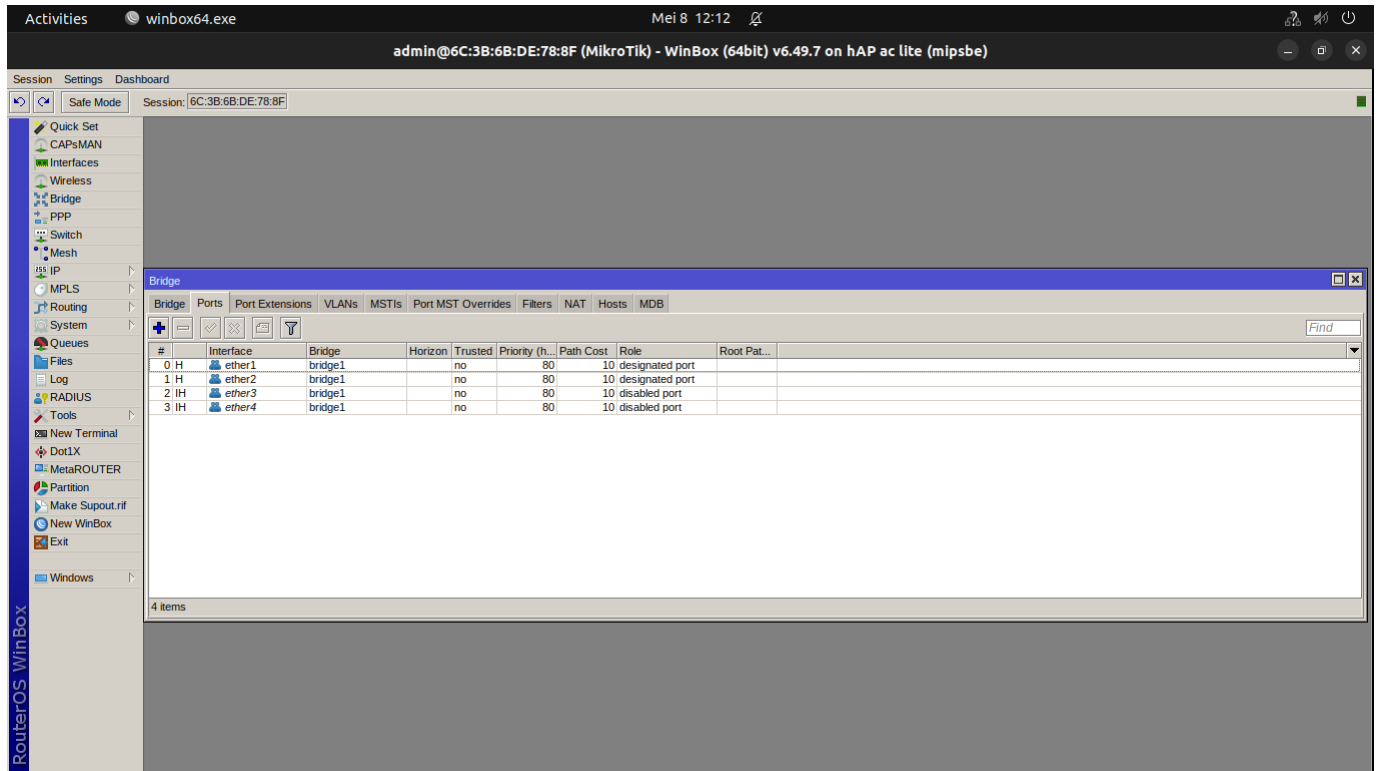 Activities winbox64.exe Mei 8 12:12
admin@6C:3B:6B:DE:78:8F (MikroTik) - WinBox (64bit) v6.49.7 on hAP ac lite (mipsbe)
Session Settings Dashboard
Safe Mode Session: 6C:3B:6B:DE:78:8F
Quick Set
CAPsMAN
Interfaces
Wireless
Bridge
PPP
Switch
Mesh
IP
MPLS
Routing
System
Queues
Files
Log
RADIUS
Tools
New Terminal
Dot1X
MetaROUTER
Partition
Make Supout.rif
New WinBox
Exit
Windows
RouterOS WinBox
Bridge
Bridge Ports Port Extensions VLANs MSTIs Port MST Overrides Filters NAT Hosts MDB
Find
# Interface Bridge Horizon Trusted Priority (h... Path Cost Role Root Pat...
0 H ether1 bridge1 no 80 10 designated port
1 H ether2 bridge1 no 80 10 designated port
2 IH ether3 bridge1 no 80 10 disabled port
3 IH ether4 bridge1 no 80 10 disabled port
4 items